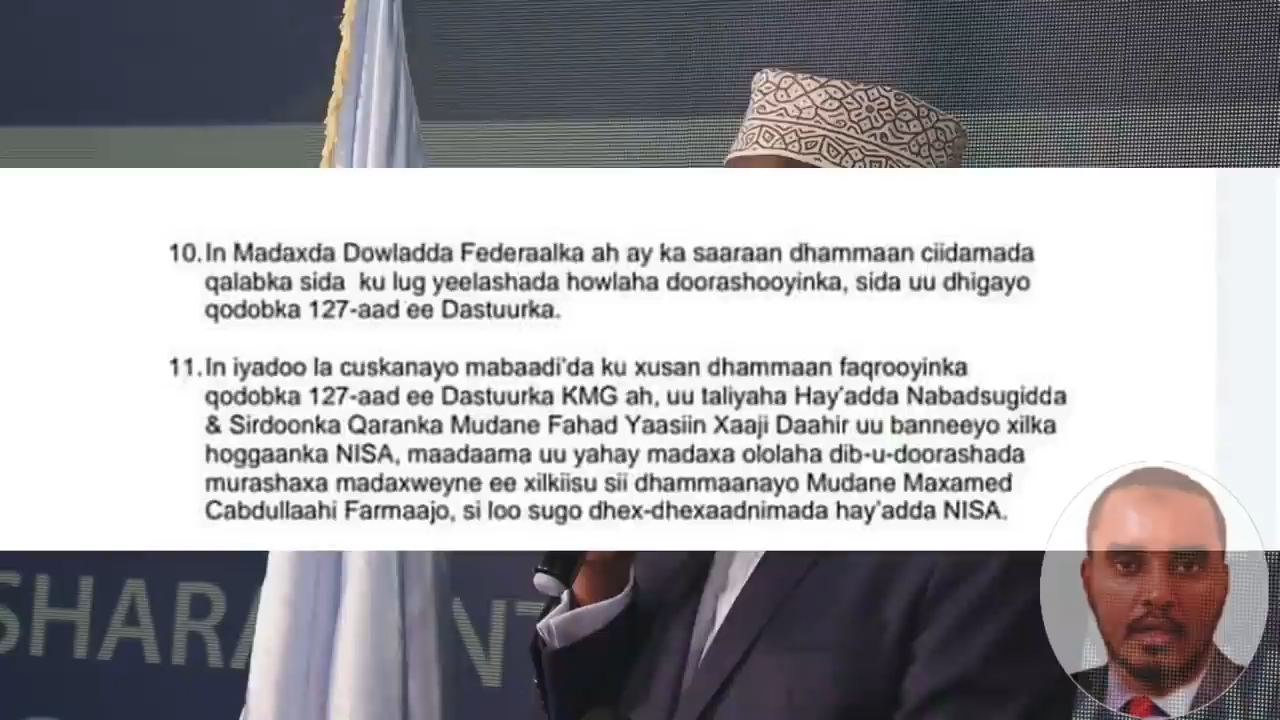 10. In Madaxda Dowladda Federaalka ah ay ka saaraan dhammaan ciidamada
qalabka sida ku lug yeelashada howlaha doorashooyinka, sida uu dhigayo
qodobka 127-aad ee Dastuurka.
11. In iyadoo la cuskanayo mabaadi'da ku xusan dhammaan faqrooyinka
qodobka 127-aad ee Dastuurka KMG ah, uu taliyaha Hay'adda Nabadsugidda
& Sirdoonka Qaranka Mudane Fahad Yaasiin Xaaji Daahir uu banneeyo xilka
hoggaanka NISA, maadaama uu yahay madaxa ololaha dib-u-doorashada
murashaxa madaxweyne ee xilkiisu sii dhammaanayo Mudane Maxamed
Cabdullaahi Farmaajo, si loo sugo dhex-dhexaadnimada hay'adda NISA.